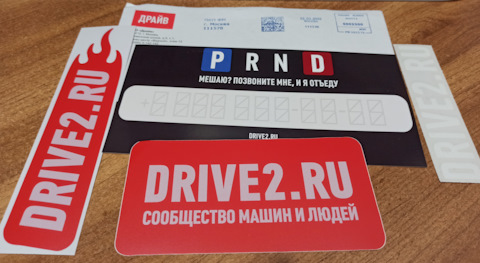 ДРАЙВ
P R N D
МЕШАЮ? ПОЗВОНИТЕ МНЕ, И Я ОТЪЕДУ
DRIVE2.RU
DRIVE2.RU
DRIVE2.RU
СООБЩЕСТВО МАШИН И ЛЮДЕЙ
DRIVE2.RU